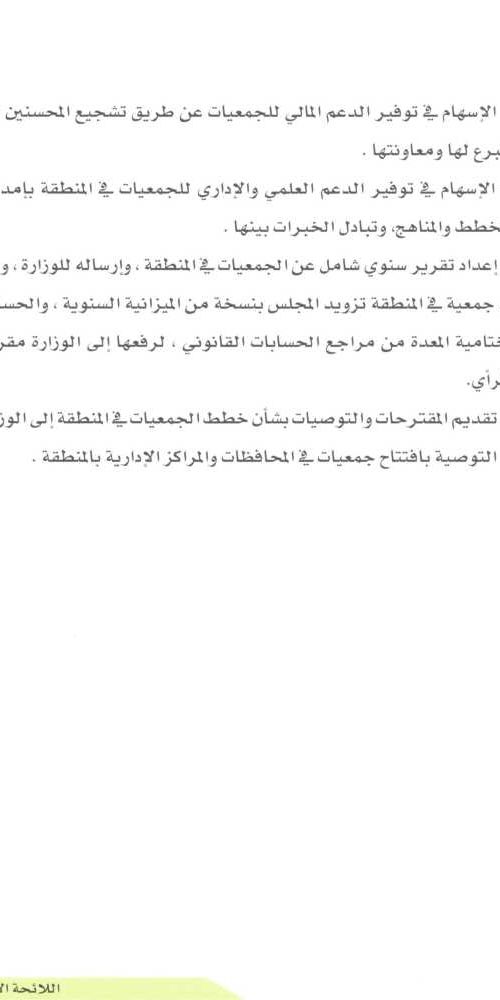 الإسهام في توفير الدعم المالي للجمعيات عن طريق تشجيع المحسنين
برع لها ومعاونتها .
الإسهام في توفير الدعم العلمي والإداري للجمعيات في المنطقة بإمد
خطط والمناهج، وتبادل الخبرات بينها .
إعداد تقرير سنوي شامل عن الجمعيات في المنطقة ، وإرساله للوزارة ، و
جمعية في المنطقة تزويد المجلس بنسخة من الميزانية السنوية ، والحسـ
ختامية المعدة من مراجع الحسابات القانوني ، لرفعها إلى الوزارة مقر
رأي.
تقديم المقترحات والتوصيات بشأن خطط الجمعيات في المنطقة إلى الوز
التوصية بافتتاح جمعيات في المحافظات والمراكز الإدارية بالمنطقة .
اللائحة الا